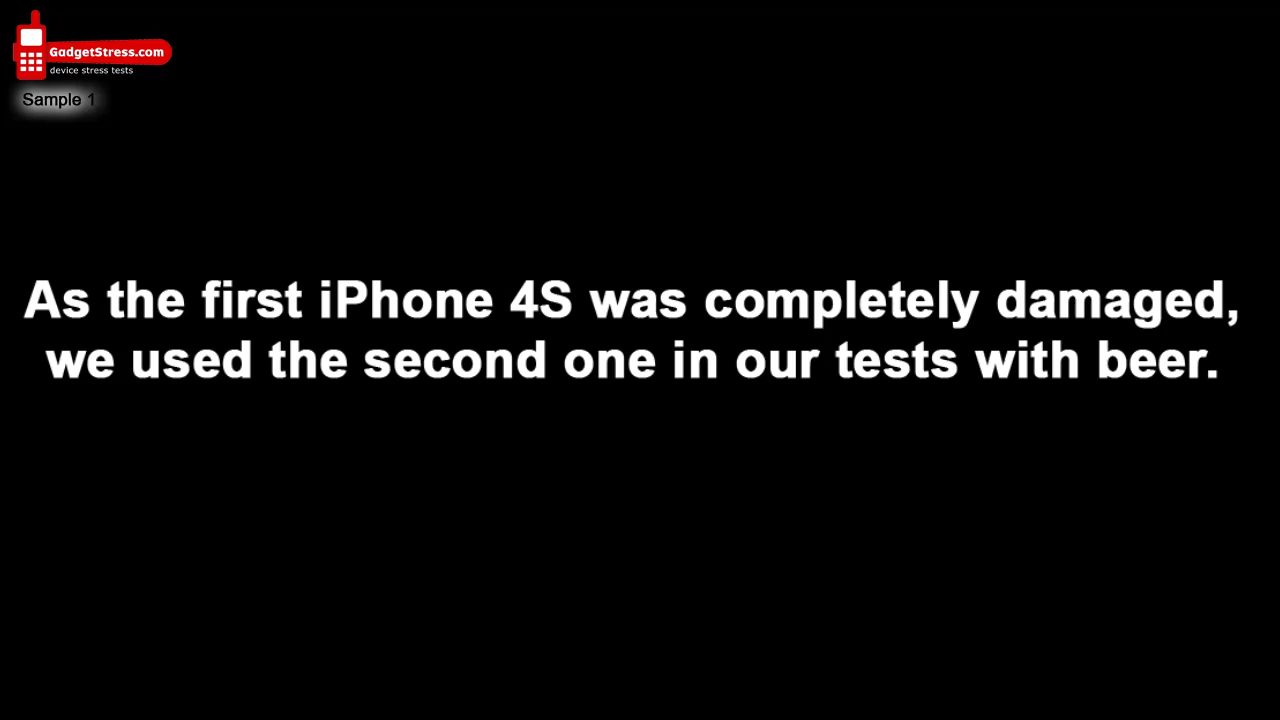 GadgetStress.com
device stress tests
Sample 1
As the first iPhone 4S was completely damaged,
we used the second one in our tests with beer.